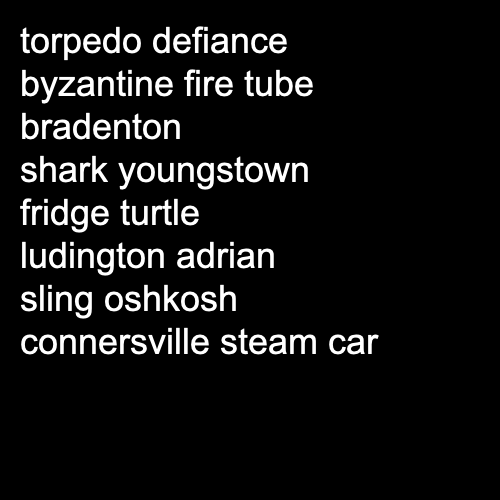 torpedo defiance
byzantine fire tube
bradenton
shark youngstown
fridge turtle
ludington adrian
sling oshkosh
connersville steam car